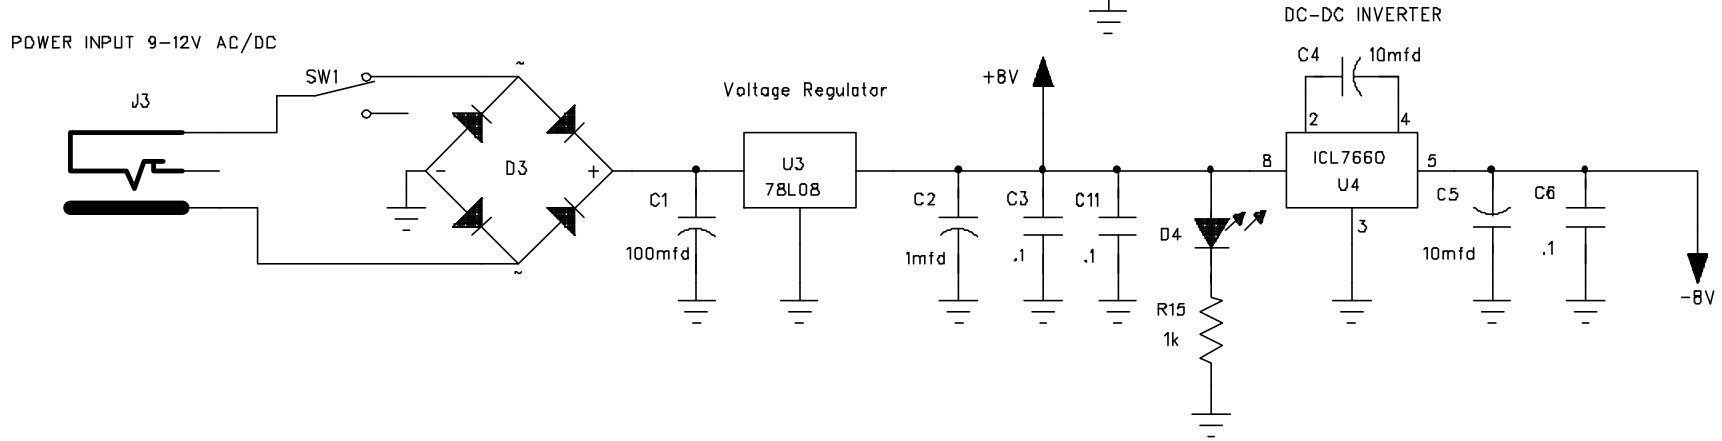 DC-DC INVERTER
POWER INPUT 9-12V AC/DC
C4 10mfd
SW1
~
+8V
Voltage Regulator
J3
2 4
D3
- +
U3
78L08
8
ICL7660
U4
5
C1
C2
C3
C11
C5
C6
3
D4
100mfd
1mfd
.1
.1
10mfd
.1
~
-8V
R15
1k